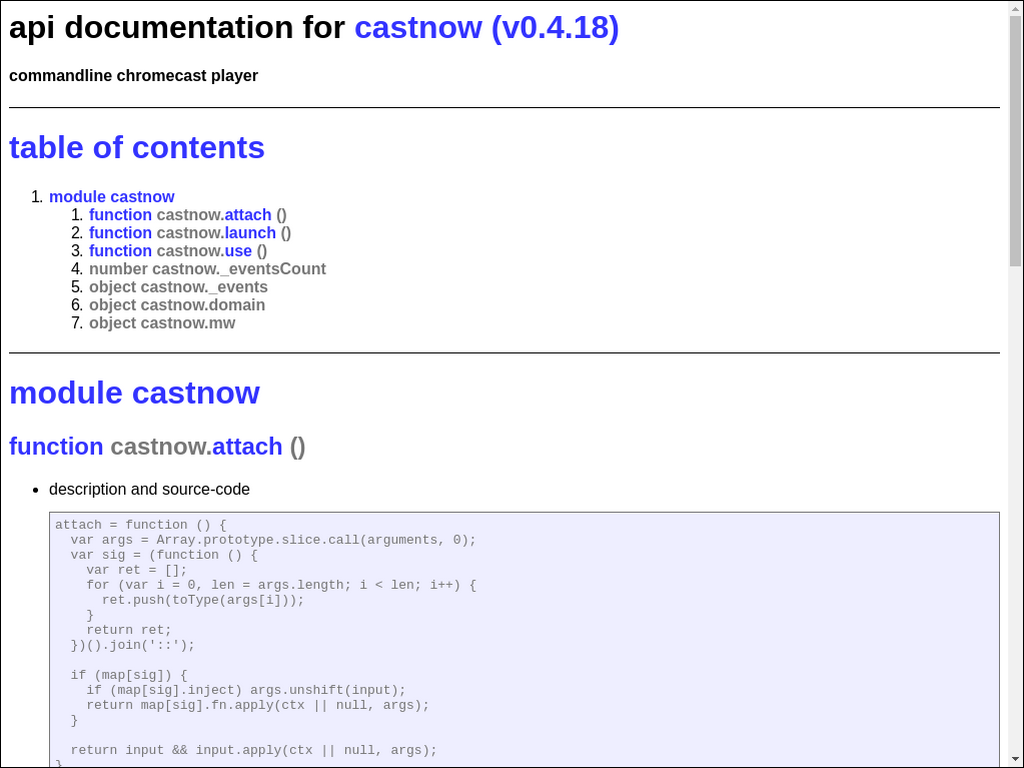 api documentation for castnow (v0.4.18)
commandline chromecast player
table of contents
1. module castnow
1. function castnow.attach ()
2. function castnow.launch ()
3. function castnow.use ()
4. number castnow._eventsCount
5. object castnow._events
6. object castnow.domain
7. object castnow.mw
module castnow
function castnow.attach ()
• description and source-code
attach = function () {
  var args = Array.prototype.slice.call(arguments, 0);
  var sig = (function () {
    var ret = [];
    for (var i = 0, len = args.length; i < len; i++) {
      ret.push(toType(args[i]));
    }
    return ret;
  })().join('::');

  if (map[sig]) {
    if (map[sig].inject) args.unshift(input);
    return map[sig].fn.apply(ctx || null, args);
  }

  return input && input.apply(ctx || null, args);
}